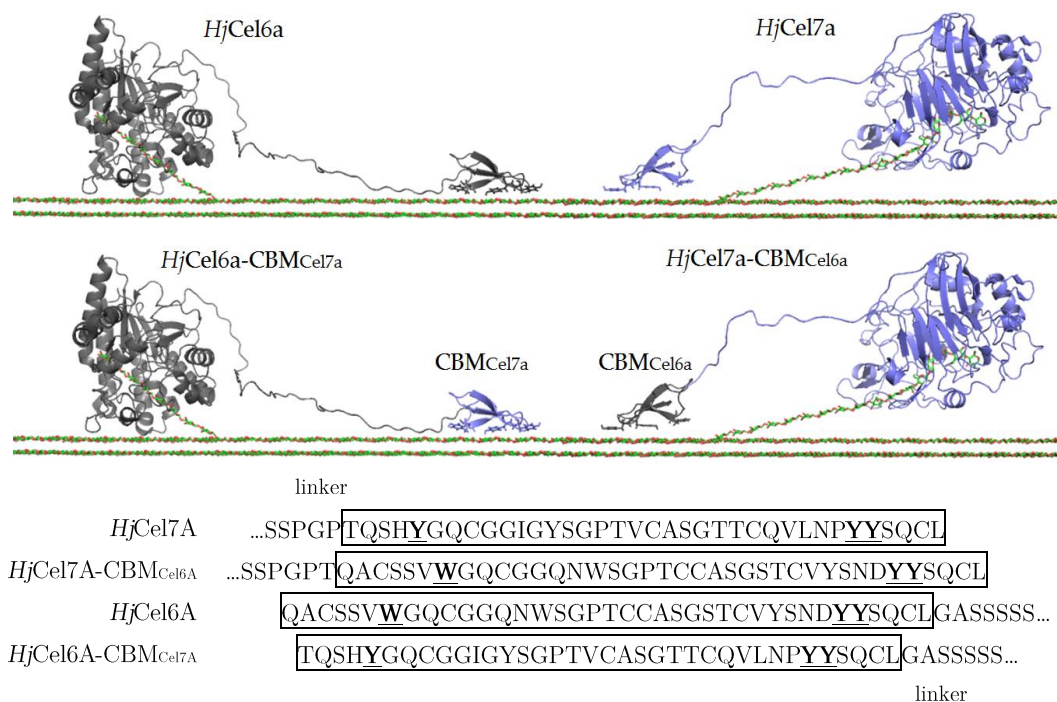 HjCel6a HjCel7a
HjCel6a-CBMCel7a HjCel7a-CBMCel6a
CBMCel7a CBMCel6a
linker
HjCel7A ...SSPGPTQSHYGQCGGIGYSGPTVCASGTTCQVLNPYYSQCL
HjCel7A-CBMCel6A ...SSPGPTQACSSVWGQCGGQNWSGPTCCASGSTCVYSNDYYSQCL
HjCel6A QACSSVWGQCGGQNWSGPTCCASGSTCVYSNDYYSQCLGASSSSS...
HjCel6A-CBMCel7A TQSHYGQCGGIGYSGPTVCASGTTCQVLNPYYSQCLGASSSSS...
linker